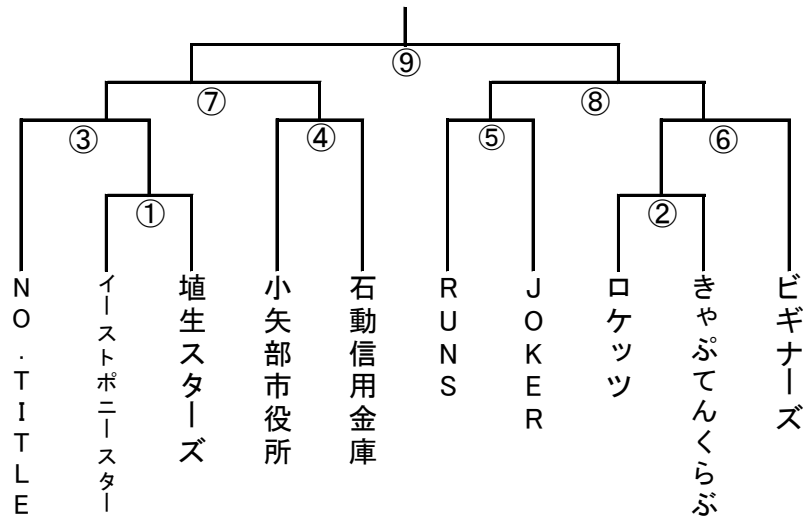 ⑨
⑦
⑧
③
④
⑤
⑥
①
②
NO.TITLE
イーストポニースター
埴生スターズ
小矢部市役所
石動信用金庫
RUNS
JOKER
ロケッツ
きゃぷてんくらぶ
ビギナーズ